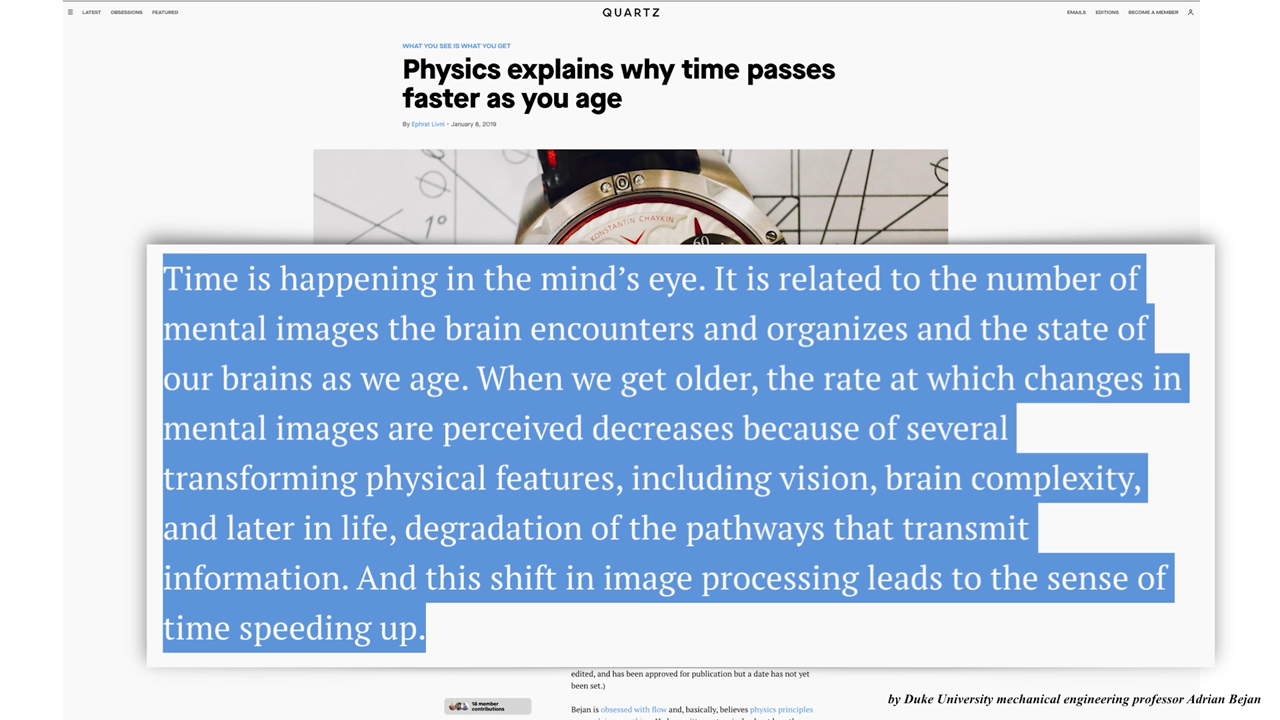 LATEST OBSESSIONS FEATURED QUARTZ EMAILS EDITIONS BECOME A MEMBER
WHAT YOU SEE IS WHAT YOU GET
Physics explains why time passes
faster as you age
By Ephrat Livni • January 8, 2019
1º
KONSTANTIN CHAYKIN
60
Time is happening in the mind’s eye. It is related to the number of
mental images the brain encounters and organizes and the state of
our brains as we age. When we get older, the rate at which changes in
mental images are perceived decreases because of several
transforming physical features, including vision, brain complexity,
and later in life, degradation of the pathways that transmit
information. And this shift in image processing leads to the sense of
time speeding up.
edited, and has been approved for publication but a date has not yet
been set.)
18 member
contributions
Bejan is obsessed with flow and, basically, believes physics principles
by Duke University mechanical engineering professor Adrian Bejan